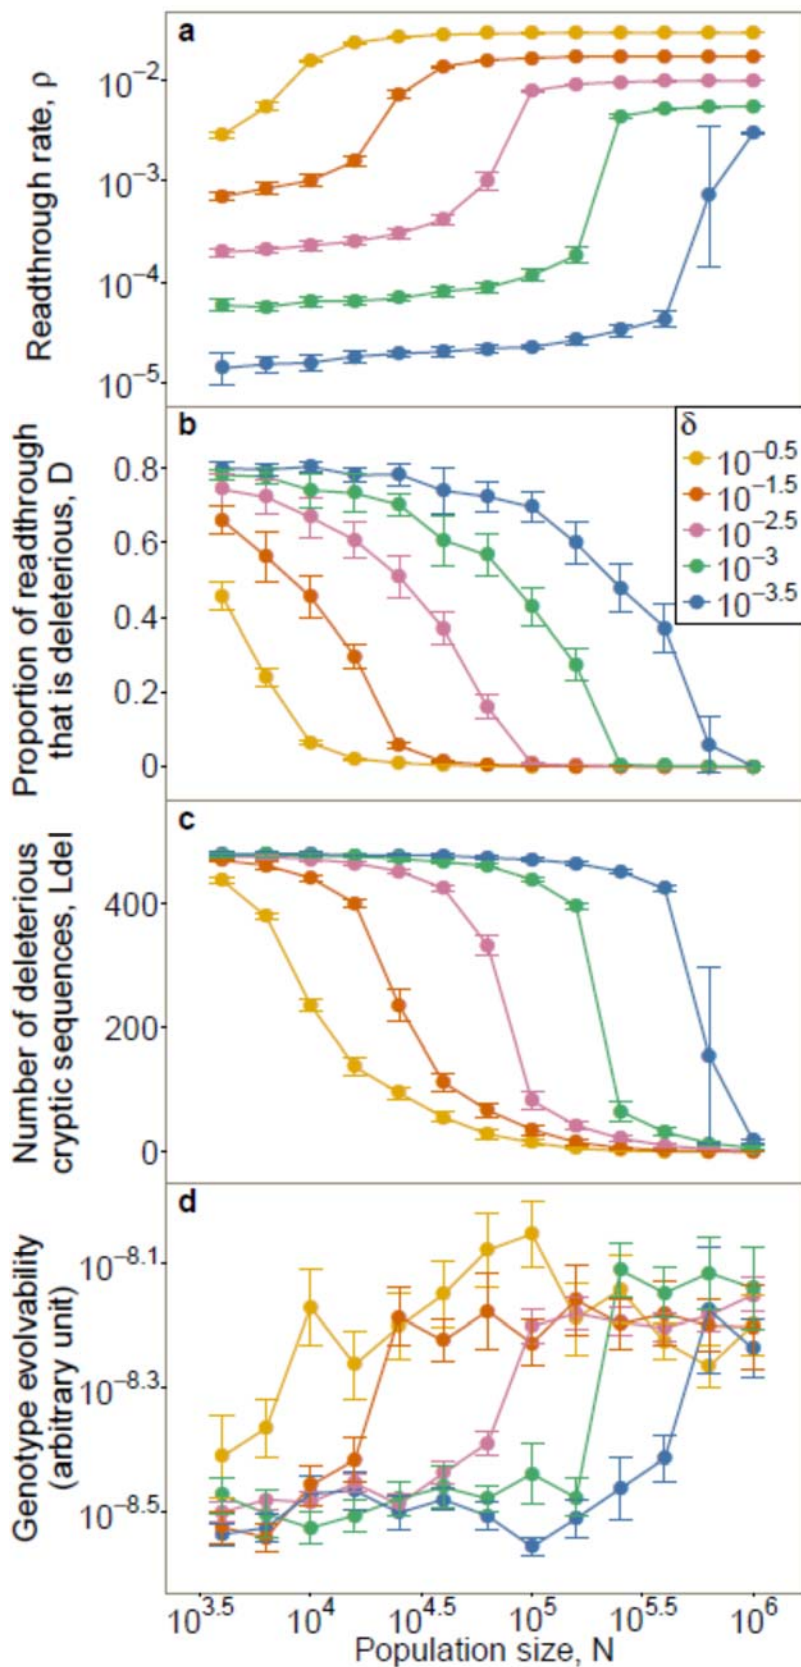 a
Readthrough rate, ρ
10⁻²
10⁻³
10⁻⁴
10⁻⁵
b
Proportion of readthrough
that is deleterious, D
0.8
0.6
0.4
0.2
0
δ
10⁻⁰·⁵
10⁻¹·⁵
10⁻²·⁵
10⁻³
10⁻³·⁵
c
Number of deleterious
cryptic sequences, Ldel
400
200
0
d
Genotype evolvability
(arbitrary unit)
10⁻⁸·¹
10⁻⁸·³
10⁻⁸·⁵
10³·⁵ 10⁴ 10⁴·⁵ 10⁵ 10⁵·⁵ 10⁶
Population size, N